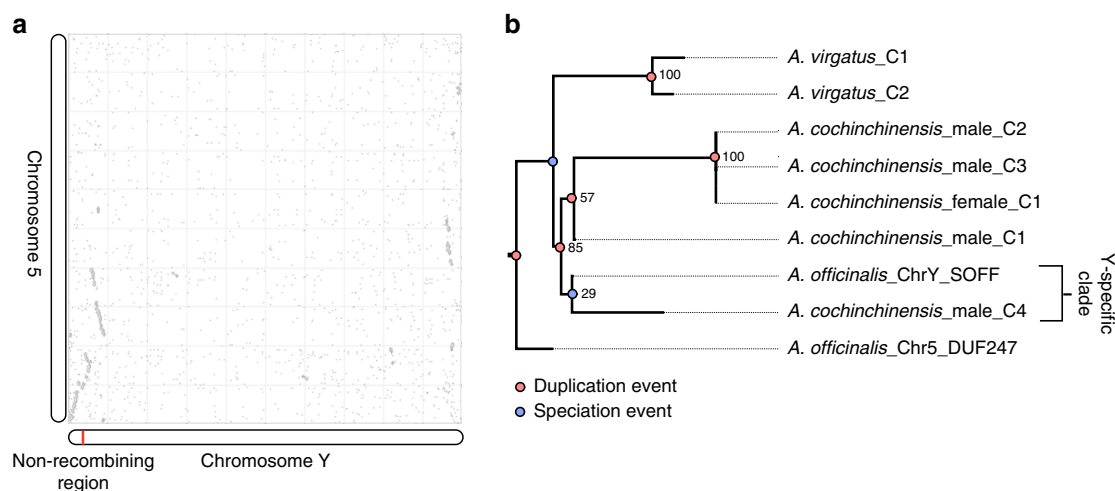 a
Chromosome 5
Non-recombining
region
Chromosome Y
b
A. virgatus_C1
100
A. virgatus_C2
A. cochinchinensis_male_C2
100
A. cochinchinensis_male_C3
57
A. cochinchinensis_female_C1
85
A. cochinchinensis_male_C1
A. officinalis_ChrY_SOFF
29
A. cochinchinensis_male_C4
Y-specific
clade
A. officinalis_Chr5_DUF247
Duplication event
Speciation event